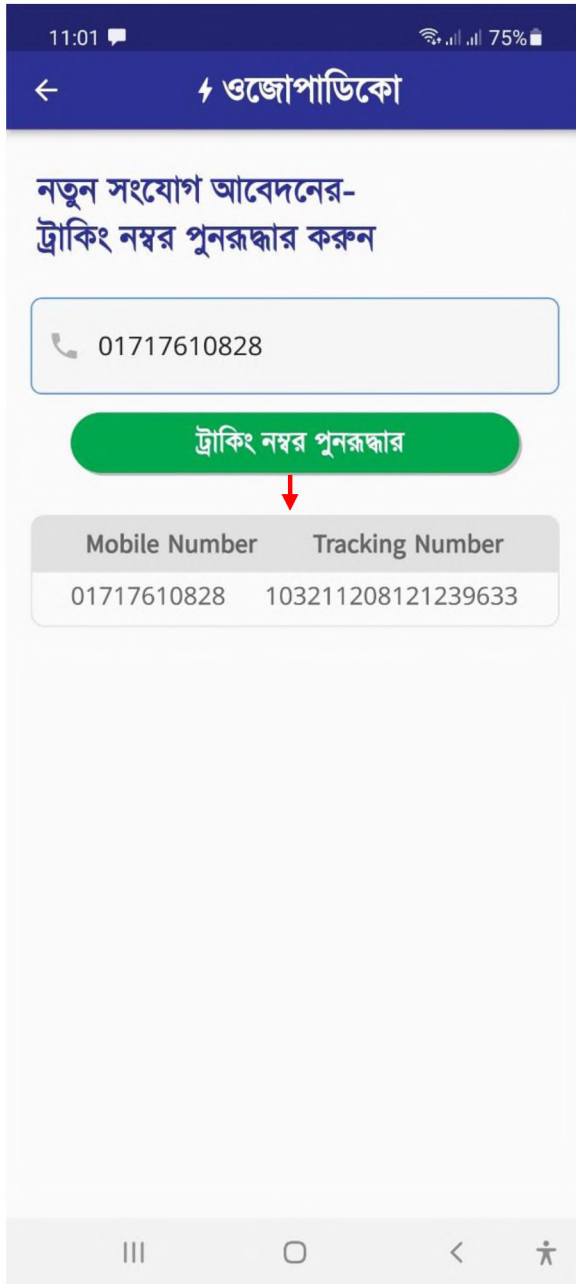 11:01 75%
ওজোপাডিকো
নতুন সংযোগ আবেদনের-
ট্রাকিং নম্বর পুনরূদ্ধার করুন
01717610828
ট্রাকিং নম্বর পুনরূদ্ধার
Mobile Number Tracking Number
01717610828 103211208121239633